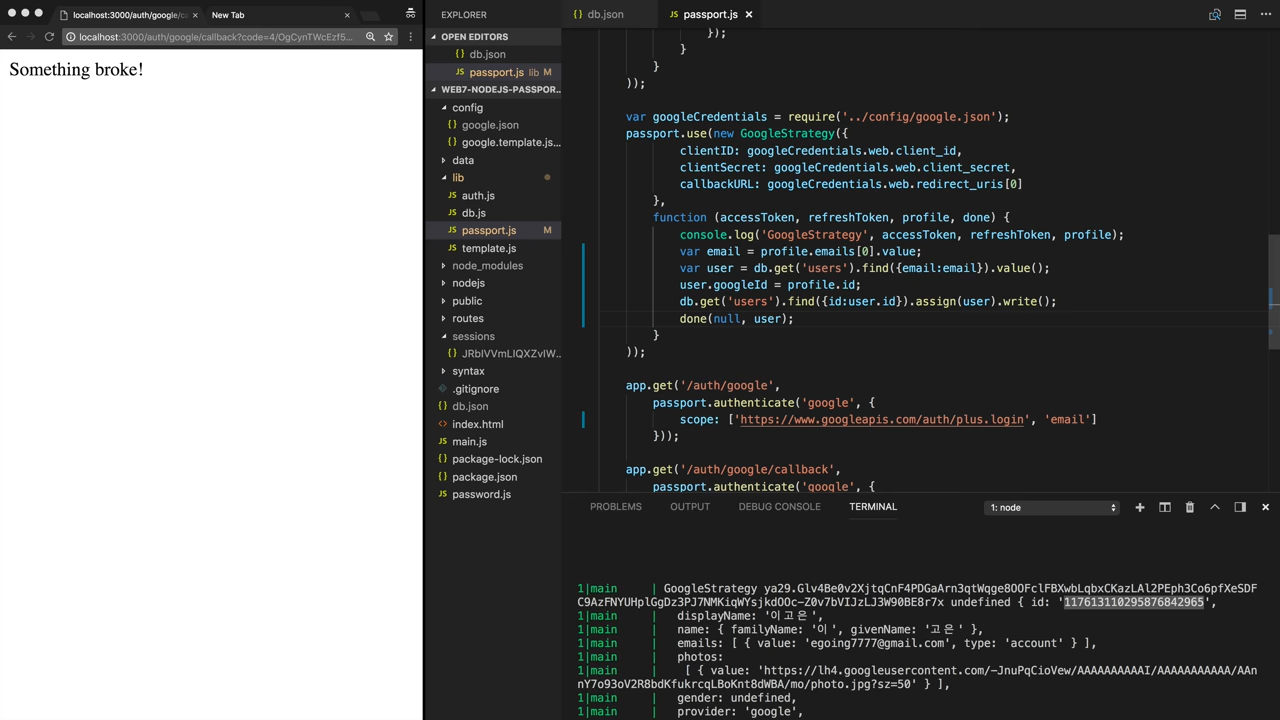 localhost:3000/auth/google/ca
New Tab
localhost:3000/auth/google/callback?code=4/OgCynTWcEzf5...
Something broke!
EXPLORER
OPEN EDITORS
db.json
passport.js lib M
WEB7-NODEJS-PASSPOR...
config
google.json
google.template.js...
data
lib
auth.js
db.js
passport.js M
template.js
node_modules
nodejs
public
routes
sessions
JRbIVVmLIQXZvIW...
syntax
.gitignore
db.json
index.html
main.js
package-lock.json
package.json
password.js
db.json
passport.js
});
}
}
));
var googleCredentials = require('../config/google.json');
passport.use(new GoogleStrategy({
clientID: googleCredentials.web.client_id,
clientSecret: googleCredentials.web.client_secret,
callbackURL: googleCredentials.web.redirect_uris[0]
},
function (accessToken, refreshToken, profile, done) {
console.log('GoogleStrategy', accessToken, refreshToken, profile);
var email = profile.emails[0].value;
var user = db.get('users').find({email:email}).value();
user.googleId = profile.id;
db.get('users').find({id:user.id}).assign(user).write();
done(null, user);
}
));
app.get('/auth/google',
passport.authenticate('google', {
scope: ['https://www.googleapis.com/auth/plus.login', 'email']
}));
app.get('/auth/google/callback',
passport.authenticate('google', {
PROBLEMS OUTPUT DEBUG CONSOLE TERMINAL 1: node
1|main | GoogleStrategy ya29.Glv4Be0v2XjtqCnF4PDGaArn3qtWqge8OOFclFBXwbLqbxCKazLAl2PEph3Co6pfXeSDF
C9AzFNYUHplGgDz3PJ7NMKiqWYsjkdOOc-Z0v7bVIJzLJ3W90BE8r7x undefined { id: '117613110295876842965',
1|main | displayName: '이고은',
1|main | name: { familyName: '이', givenName: '고은' },
1|main | emails: [ { value: 'egoing7777@gmail.com', type: 'account' } ],
1|main | photos:
1|main | [ { value: 'https://lh4.googleusercontent.com/-JnuPqCioVew/AAAAAAAAAAI/AAAAAAAAAAA/AAn
nY7o93oV2R8bdKfukrcqLBoKnt8dWBA/mo/photo.jpg?sz=50' } ],
1|main | gender: undefined,
1|main | provider: 'google',